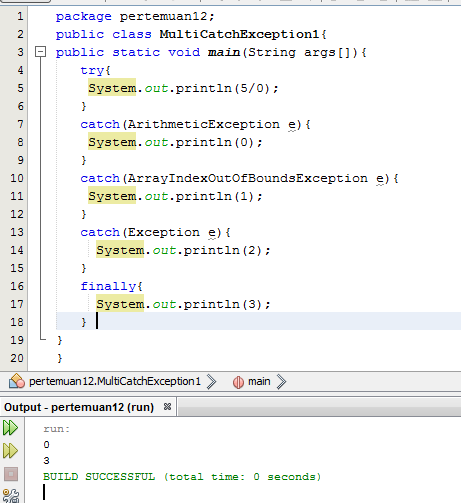 1 package pertemuan12;
2 public class MultiCatchException1{
3 public static void main(String args[]){
4 try{
5 System.out.println(5/0);
6 }
7 catch(ArithmeticException e){
8 System.out.println(0);
9 }
10 catch(ArrayIndexOutOfBoundsException e){
11 System.out.println(1);
12 }
13 catch(Exception e){
14 System.out.println(2);
15 }
16 finally{
17 System.out.println(3);
18 }
19 }
20 }
pertemuan12.MultiCatchException1 main
Output - pertemuan12 (run)
run:
0
3
BUILD SUCCESSFUL (total time: 0 seconds)